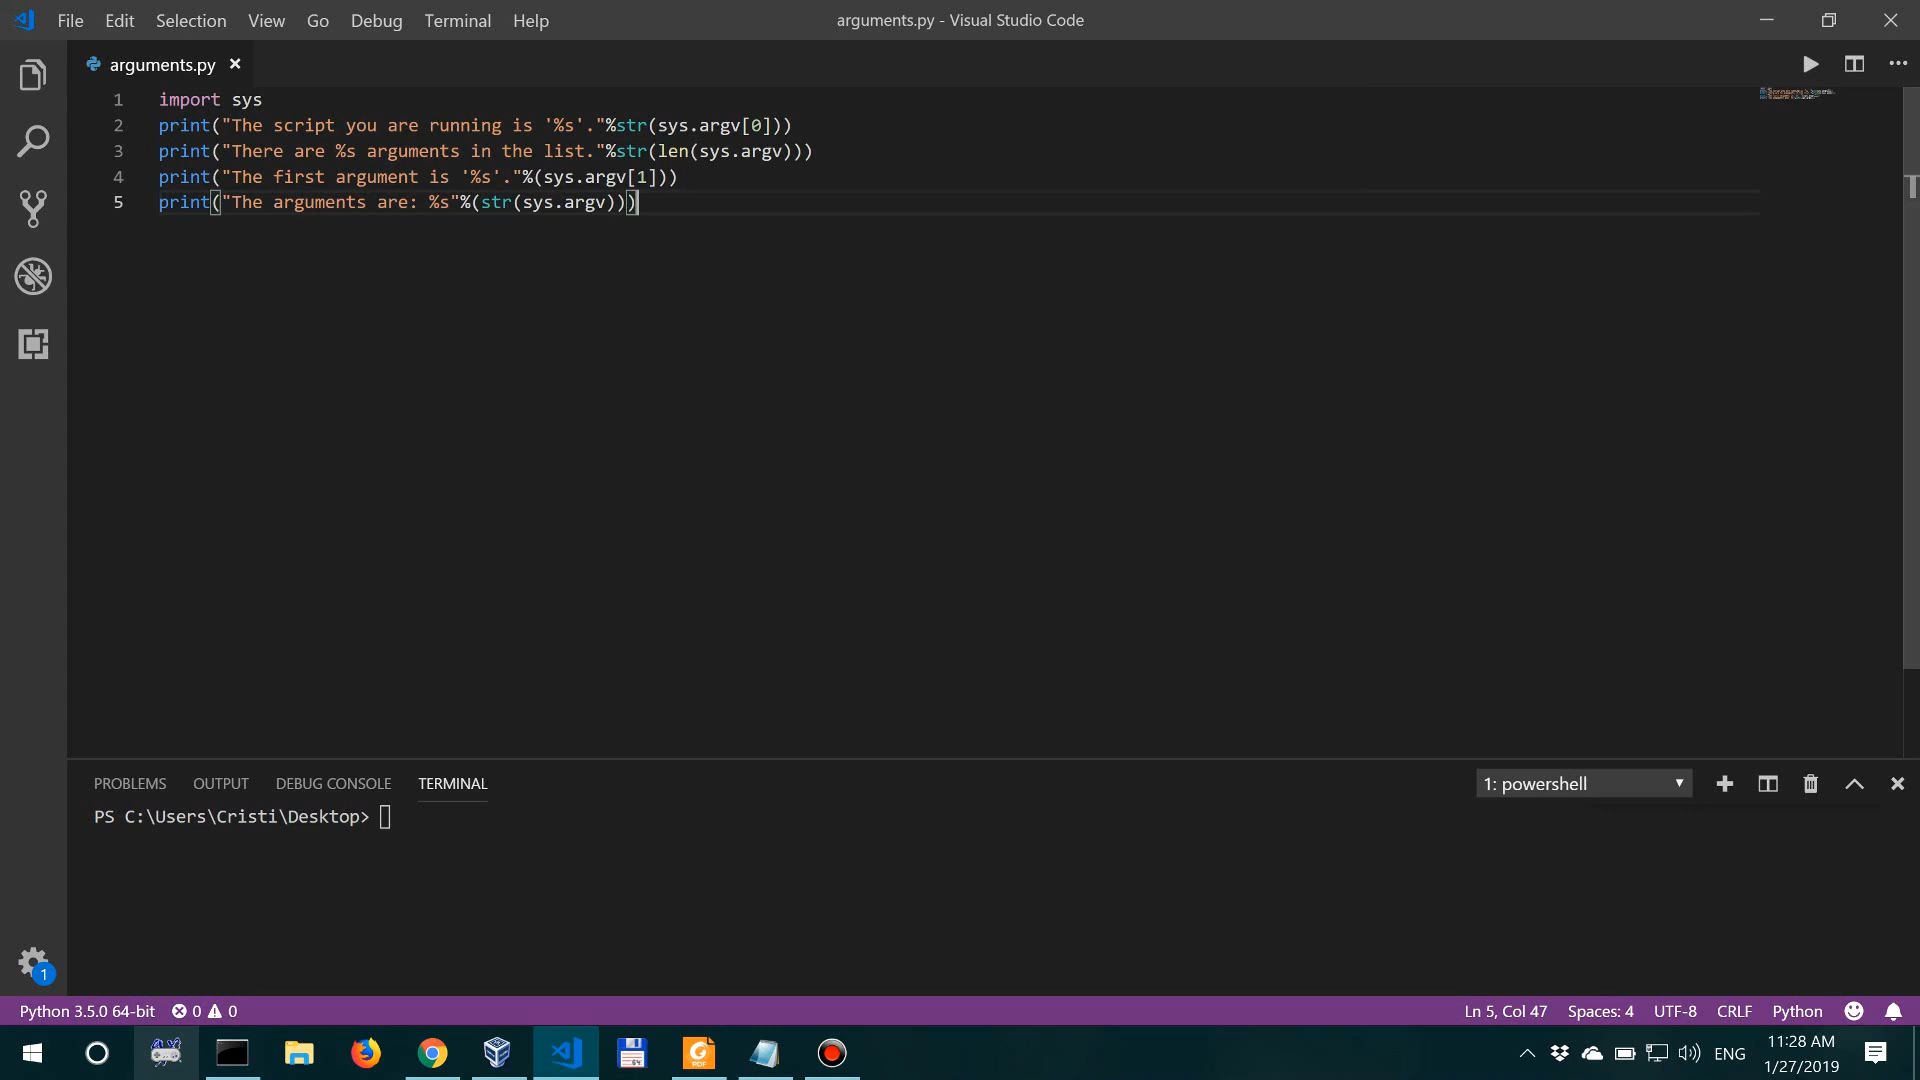 File Edit Selection View Go Debug Terminal Help
arguments.py - Visual Studio Code
arguments.py
1 import sys
2 print("The script you are running is '%s'."%str(sys.argv[0]))
3 print("There are %s arguments in the list."%str(len(sys.argv)))
4 print("The first argument is '%s'."%(sys.argv[1]))
5 print("The arguments are: %s"%(str(sys.argv)))
PROBLEMS OUTPUT DEBUG CONSOLE TERMINAL
1: powershell
PS C:\Users\Cristi\Desktop>
1
Python 3.5.0 64-bit 0 0
Ln 5, Col 47 Spaces: 4 UTF-8 CRLF Python
64
PDF
ENG
11:28 AM
1/27/2019